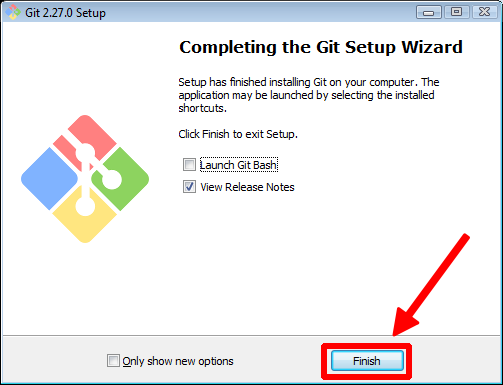 Git 2.27.0 Setup
Completing the Git Setup Wizard
Setup has finished installing Git on your computer. The
application may be launched by selecting the installed
shortcuts.
Click Finish to exit Setup.
Launch Git Bash
View Release Notes
Only show new options
Finish